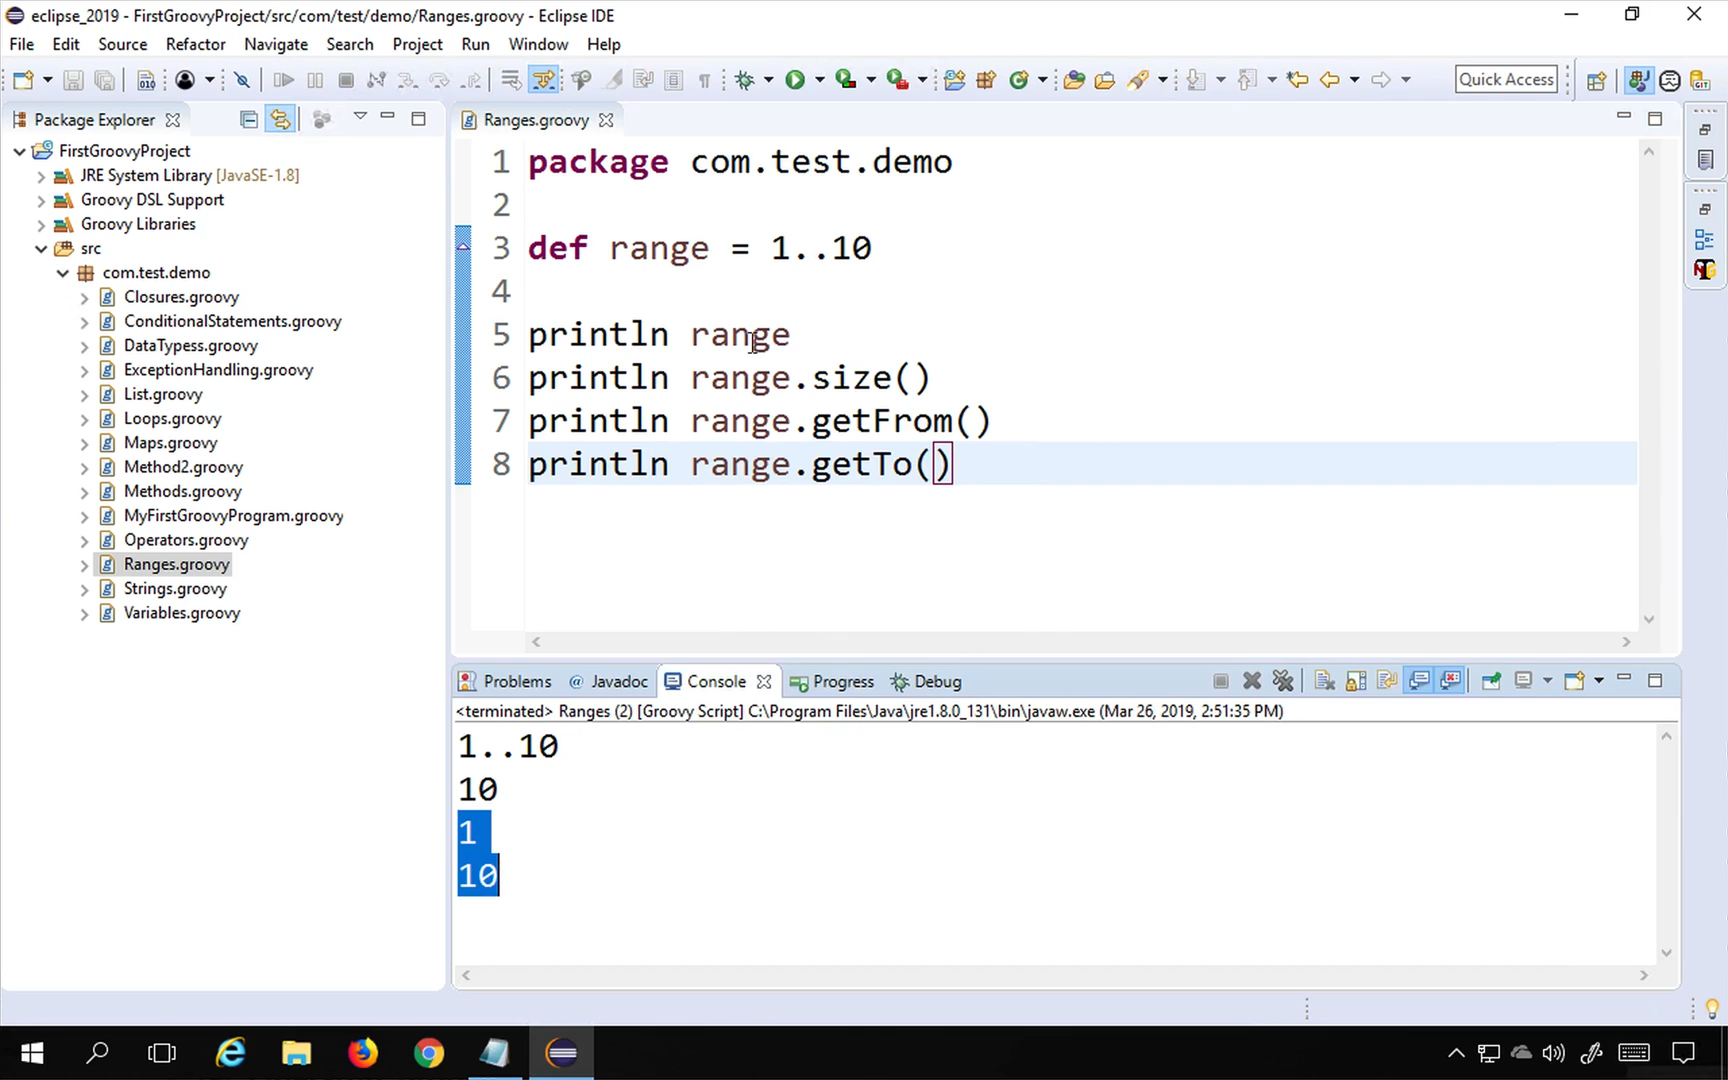 eclipse_2019 - FirstGroovyProject/src/com/test/demo/Ranges.groovy - Eclipse IDE
File Edit Source Refactor Navigate Search Project Run Window Help
Quick Access
Package Explorer
FirstGroovyProject
JRE System Library [JavaSE-1.8]
Groovy DSL Support
Groovy Libraries
src
com.test.demo
Closures.groovy
ConditionalStatements.groovy
DataTypess.groovy
ExceptionHandling.groovy
List.groovy
Loops.groovy
Maps.groovy
Method2.groovy
Methods.groovy
MyFirstGroovyProgram.groovy
Operators.groovy
Ranges.groovy
Strings.groovy
Variables.groovy
Ranges.groovy
1 package com.test.demo
2
3 def range = 1..10
4
5 println range
6 println range.size()
7 println range.getFrom()
8 println range.getTo()
Problems @ Javadoc Console Progress Debug
<terminated> Ranges (2) [Groovy Script] C:\Program Files\Java\jre1.8.0_131\bin\javaw.exe (Mar 26, 2019, 2:51:35 PM)
1..10
10
1
10